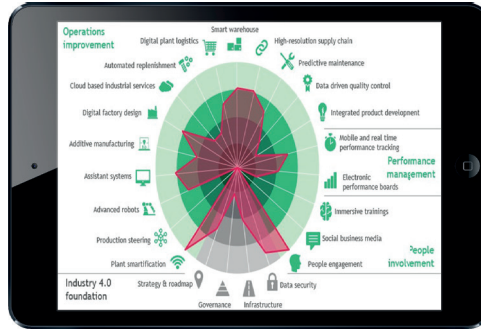 Operations
improvement
Smart warehouse
Digital plant logistics
High-resolution supply chain
Automated replenishment
Predictive maintenance
Cloud based industrial services
Data driven quality control
Digital factory design
Integrated product development
Additive manufacturing
Mobile and real time
performance tracking
Performance
management
Assistant systems
Electronic
performance boards
Advanced robots
Immersive trainings
Production steering
Social business media
People
involvement
Plant smartification
People engagement
Industry 4.0
foundation
Strategy & roadmap
Data security
Governance
Infrastructure